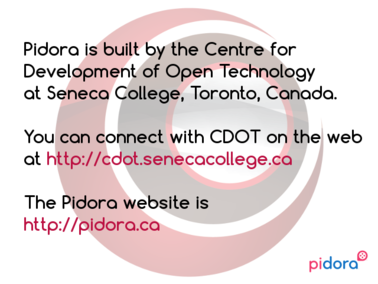 Pidora is built by the Centre for
Development of Open Technology
at Seneca College, Toronto, Canada.
You can connect with CDOT on the web
at http://cdot.senecacollege.ca
The Pidora website is
http://pidora.ca
pidora